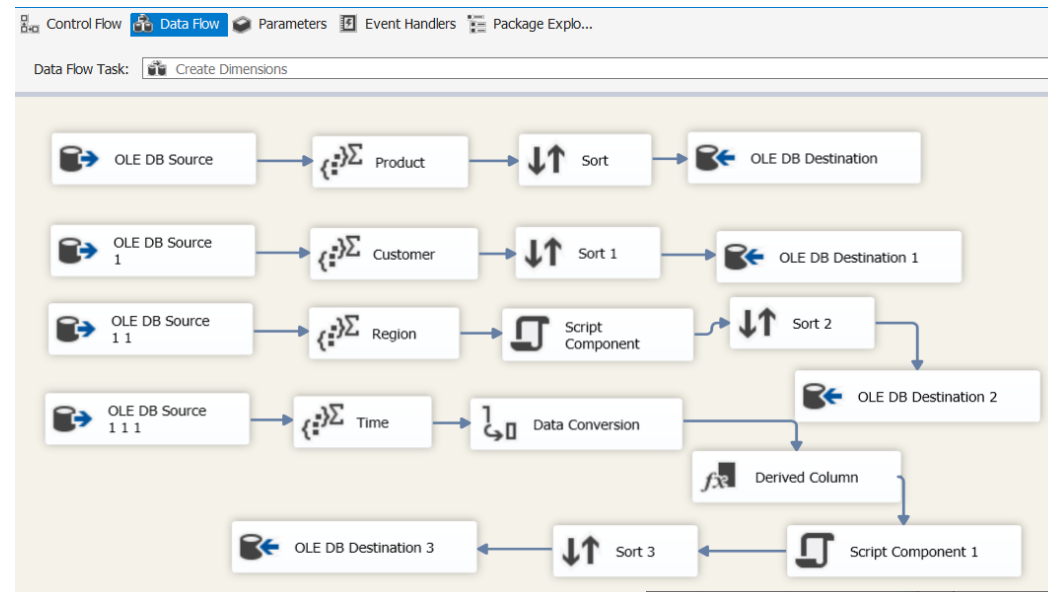 Control Flow Data Flow Parameters Event Handlers Package Explo...
Data Flow Task: Create Dimensions
OLE DB Source
Product
Sort
OLE DB Destination
OLE DB Source
1
Customer
Sort 1
OLE DB Destination 1
OLE DB Source
1 1
Region
Script
Component
Sort 2
OLE DB Destination 2
OLE DB Source
1 1 1
Time
Data Conversion
Derived Column
Script Component 1
Sort 3
OLE DB Destination 3